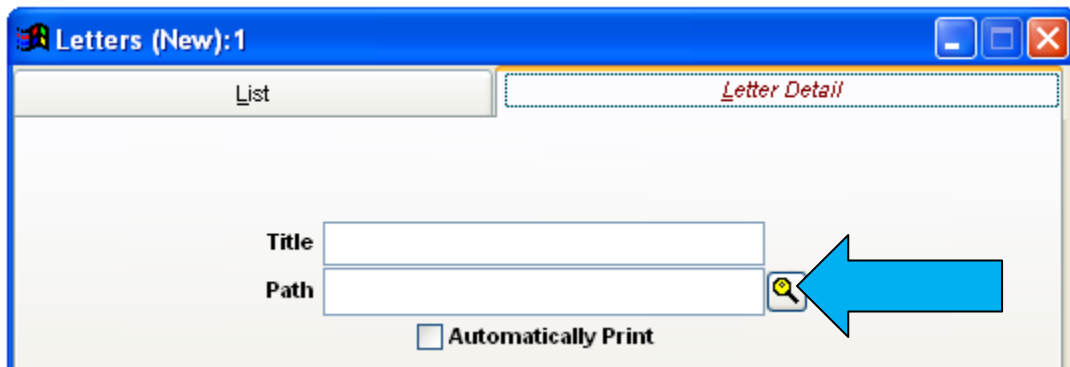 Letters (New):1
List
Letter Detail
Title
Path
Automatically Print